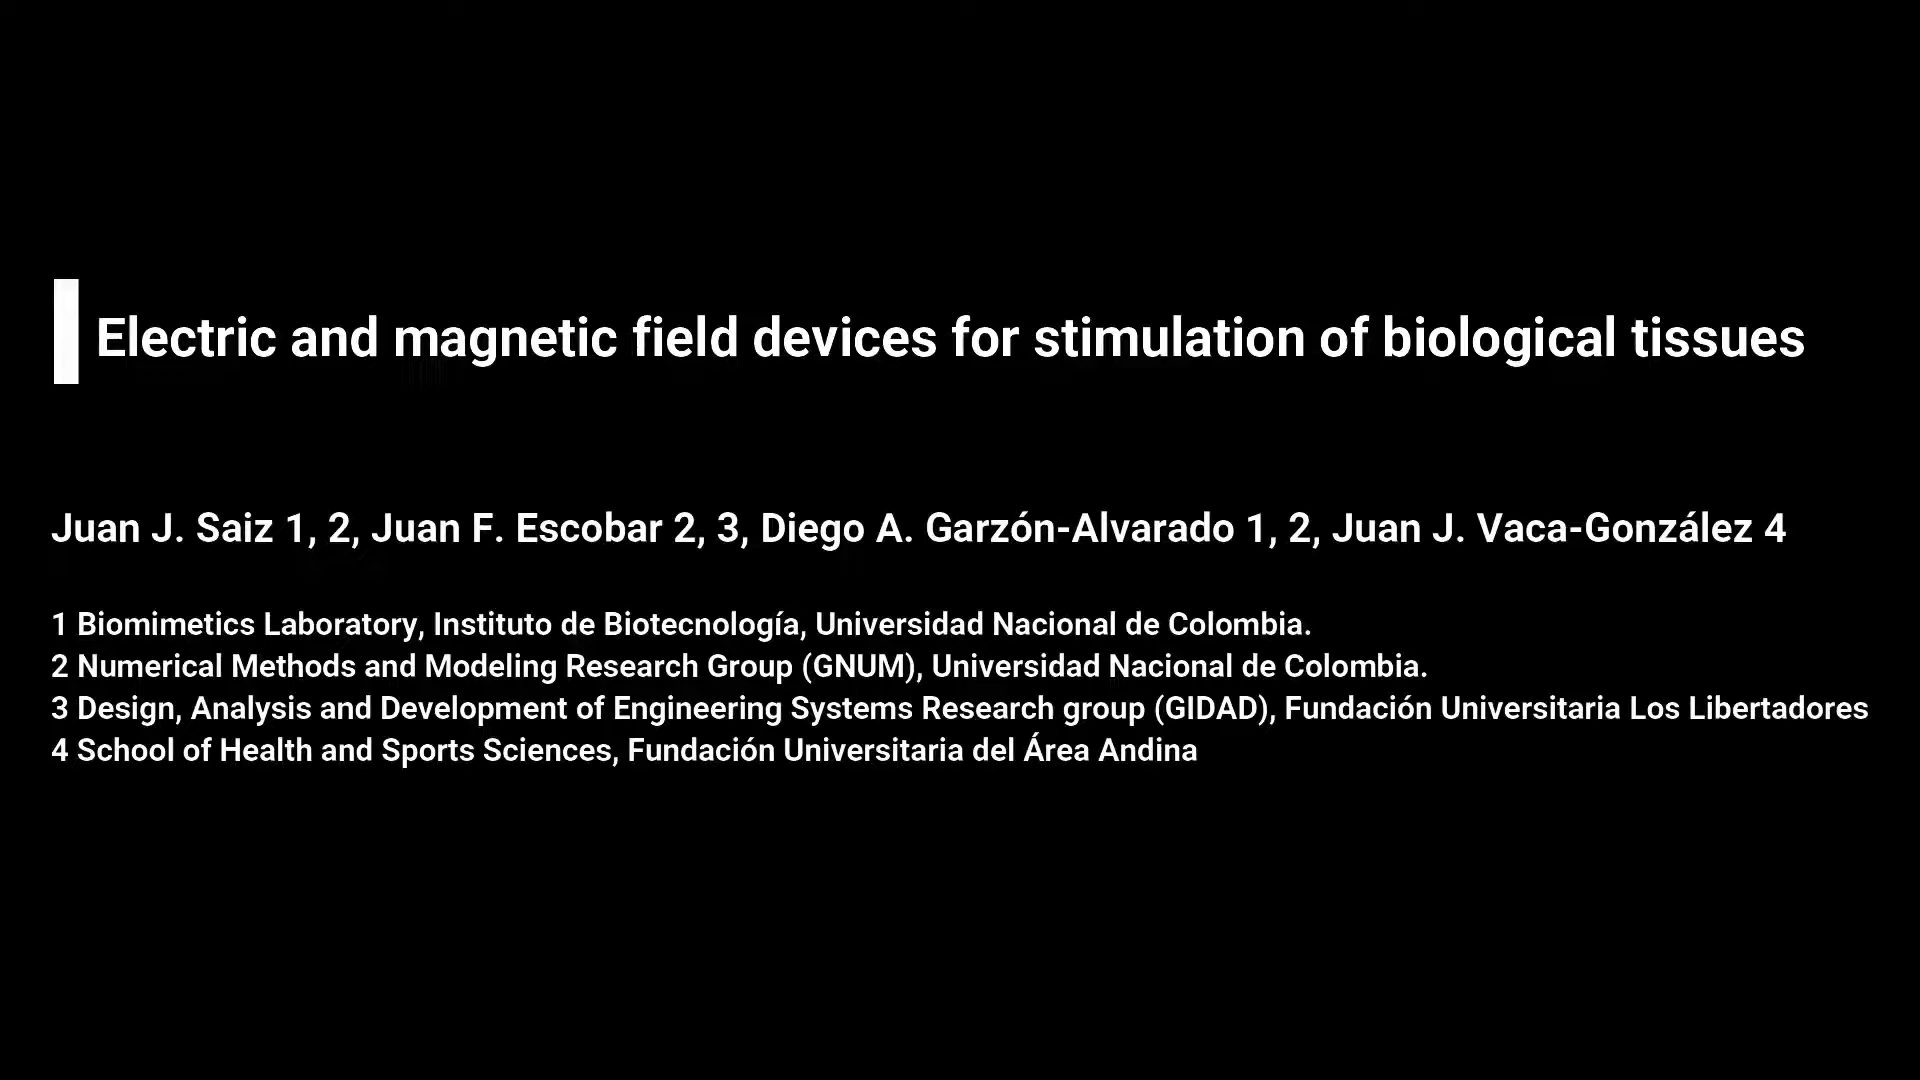 Electric and magnetic field devices for stimulation of biological tissues
Juan J. Saiz 1, 2, Juan F. Escobar 2, 3, Diego A. Garzón-Alvarado 1, 2, Juan J. Vaca-González 4
1 Biomimetics Laboratory, Instituto de Biotecnología, Universidad Nacional de Colombia.
2 Numerical Methods and Modeling Research Group (GNUM), Universidad Nacional de Colombia.
3 Design, Analysis and Development of Engineering Systems Research group (GIDAD), Fundación Universitaria Los Libertadores
4 School of Health and Sports Sciences, Fundación Universitaria del Área Andina